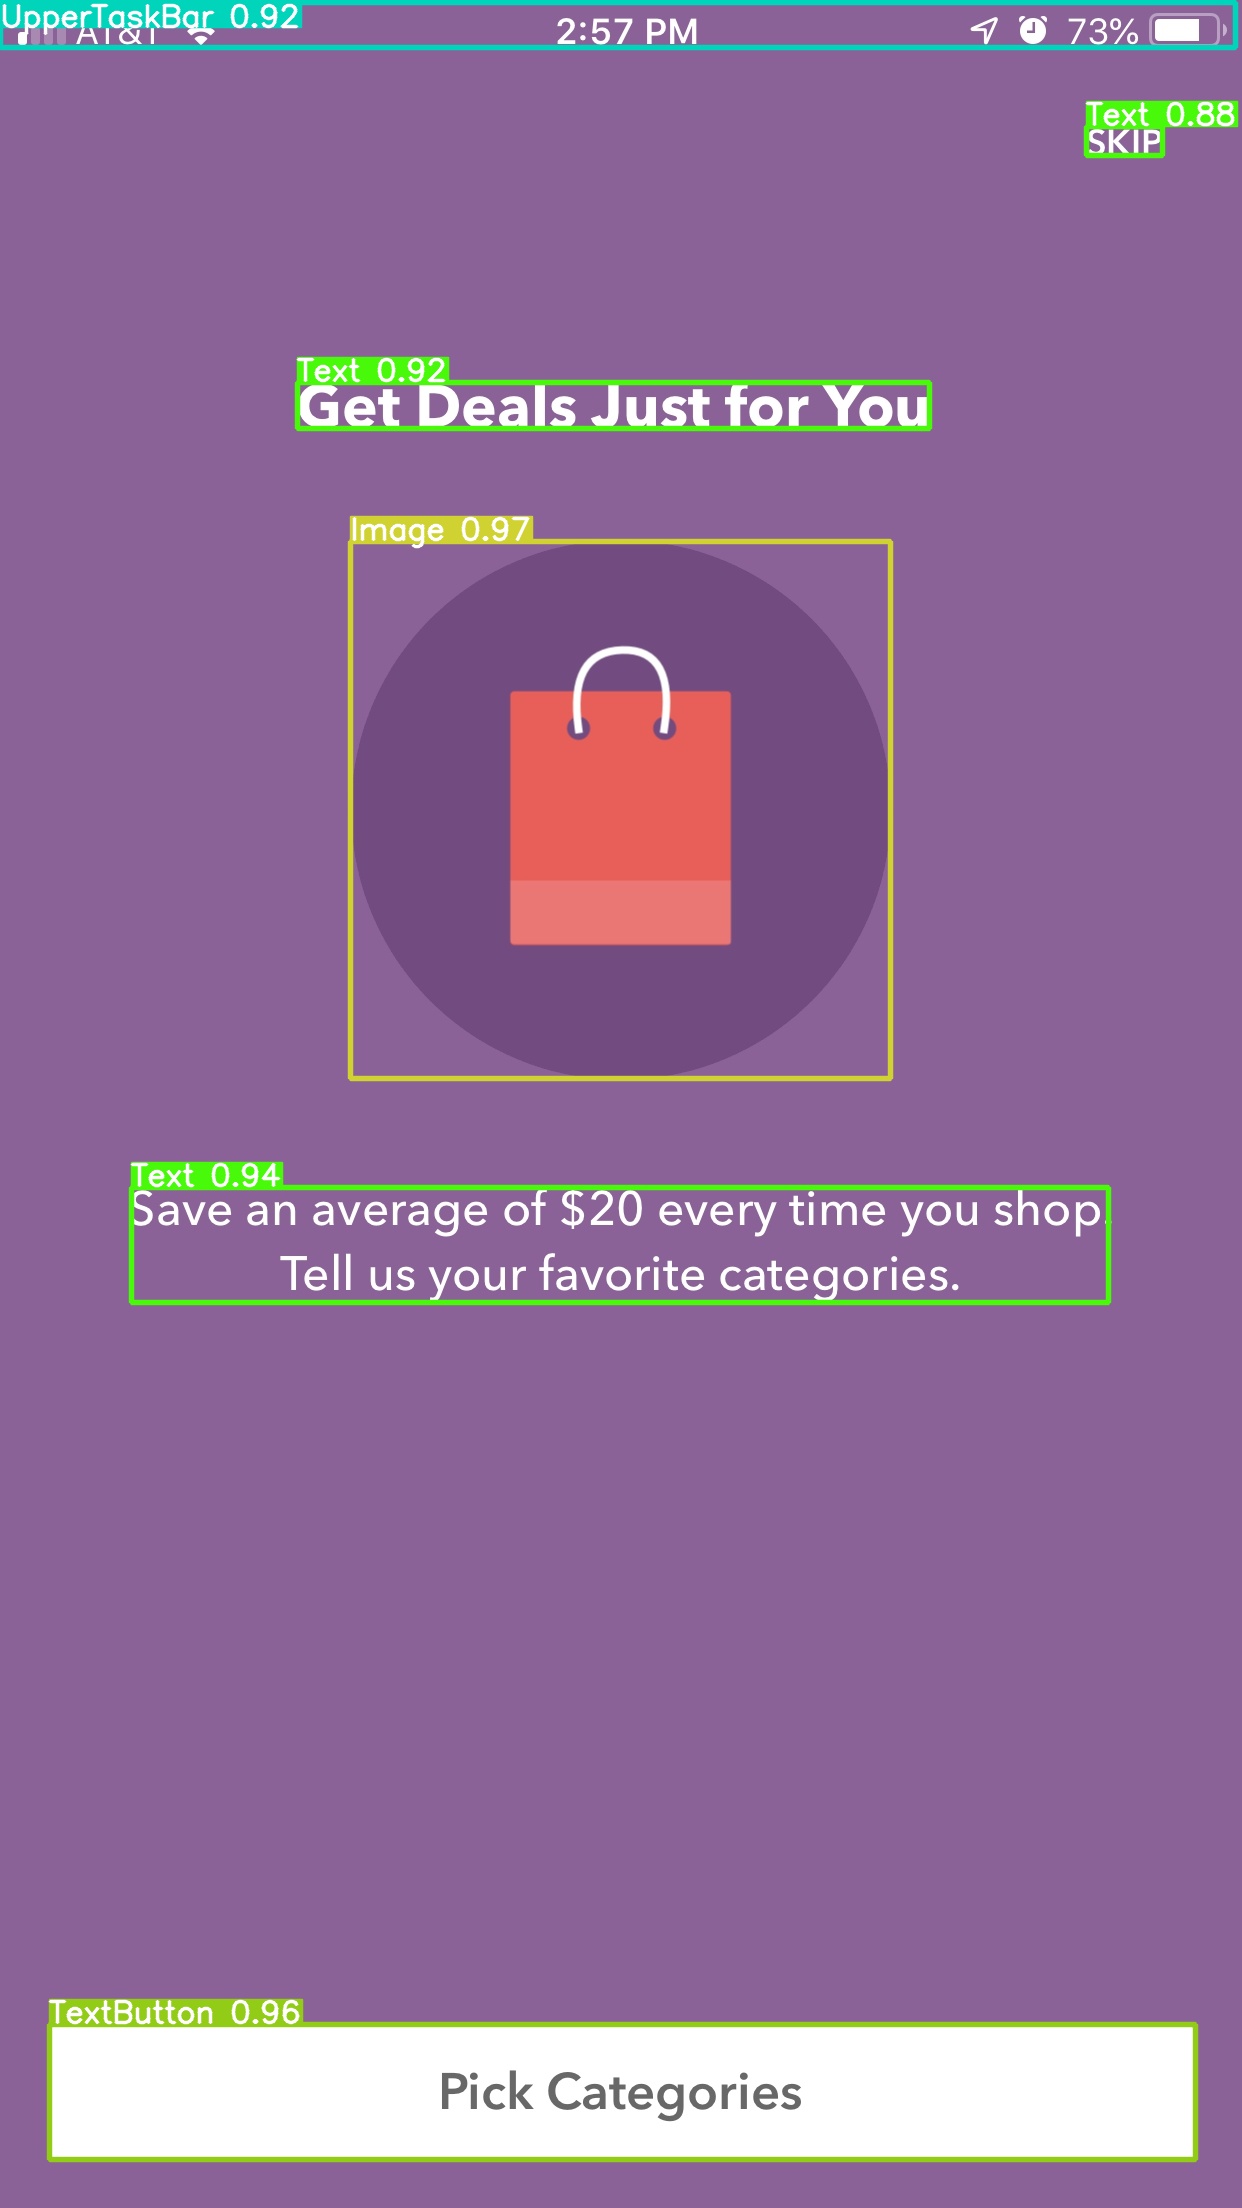 UpperTaskBar 0.92
AT&T 2:57 PM 73%
Text 0.88
SKIP
Text 0.92
Get Deals Just for You
Image 0.97
Text 0.94
Save an average of $20 every time you shop.
Tell us your favorite categories.
TextButton 0.96
Pick Categories